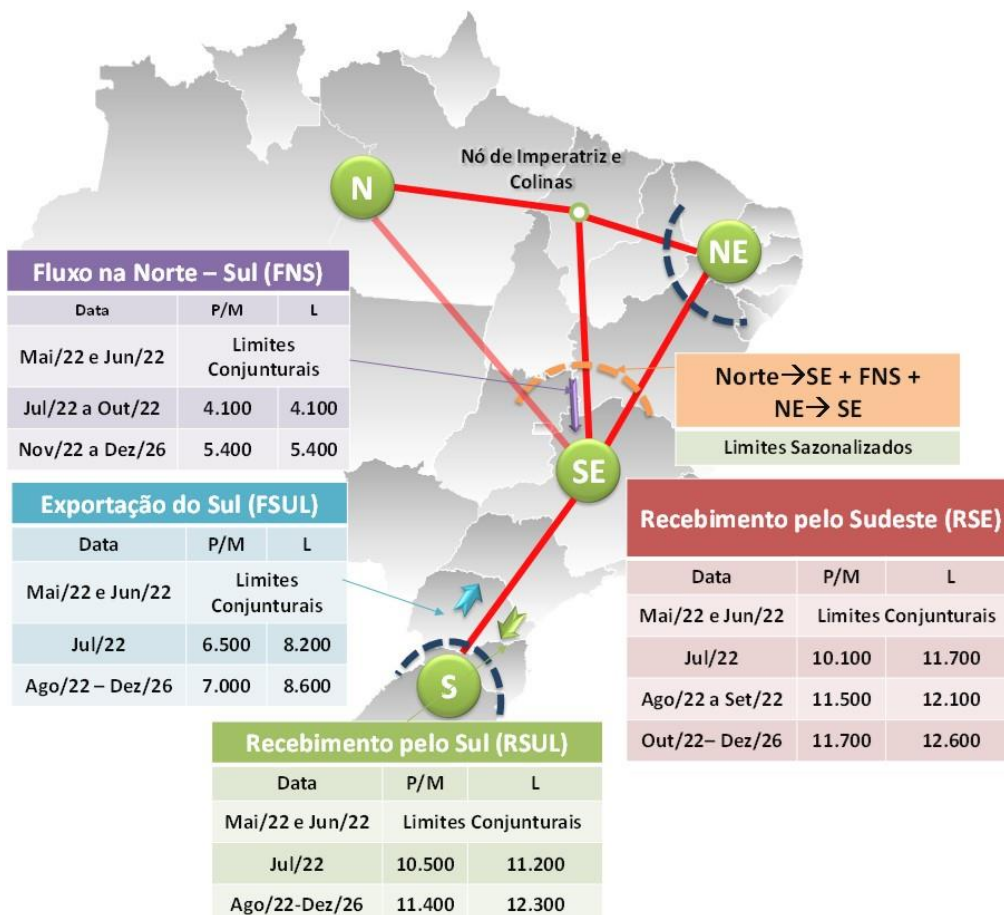 Nó de Imperatriz e
Colinas
N
NE
SE
S
Fluxo na Norte – Sul (FNS)
Data P/M L
Mai/22 e Jun/22 Limites
Conjunturais
Jul/22 a Out/22 4.100 4.100
Nov/22 a Dez/26 5.400 5.400
Norte→SE + FNS +
NE→ SE
Limites Sazonalizados
Exportação do Sul (FSUL)
Data P/M L
Mai/22 e Jun/22 Limites
Conjunturais
Jul/22 6.500 8.200
Ago/22 – Dez/26 7.000 8.600
Recebimento pelo Sudeste (RSE)
Data P/M L
Mai/22 e Jun/22 Limites Conjunturais
Jul/22 10.100 11.700
Ago/22 a Set/22 11.500 12.100
Out/22– Dez/26 11.700 12.600
Recebimento pelo Sul (RSUL)
Data P/M L
Mai/22 e Jun/22 Limites Conjunturais
Jul/22 10.500 11.200
Ago/22-Dez/26 11.400 12.300